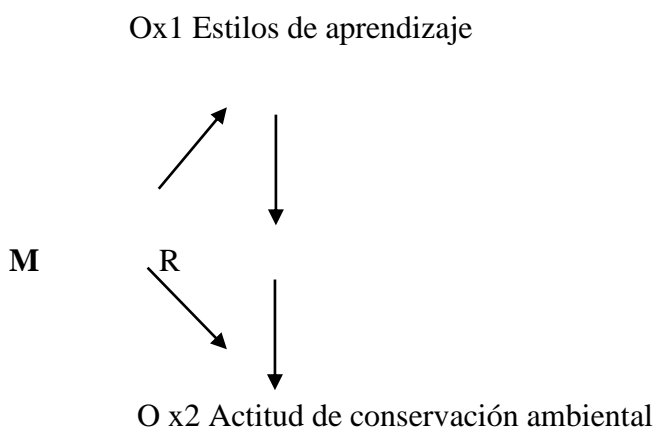 Ox1 Estilos de aprendizaje
M R
O x2 Actitud de conservación ambiental